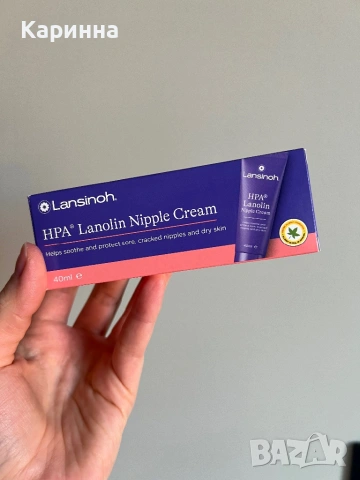 Каринна
Lansinoh®
HPA® Lanolin Nipple Cream
Helps soothe and protect sore, cracked nipples and dry skin
40ml e
Lansinoh
HPA®
Lanolin
Nipple Cream
BAZAR